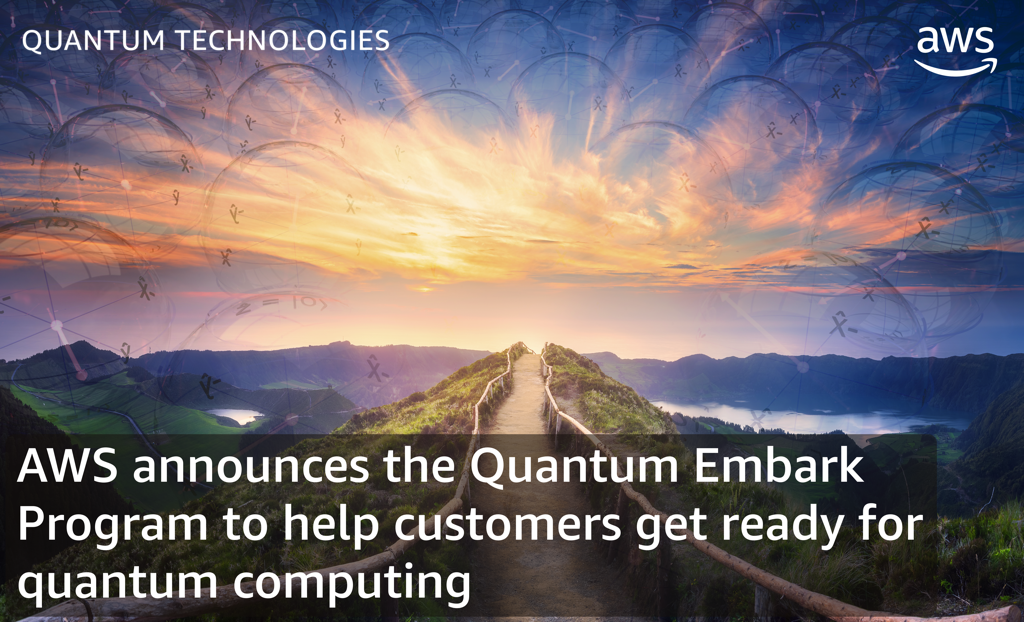 QUANTUM TECHNOLOGIES
aws
AWS announces the Quantum Embark
Program to help customers get ready for
quantum computing